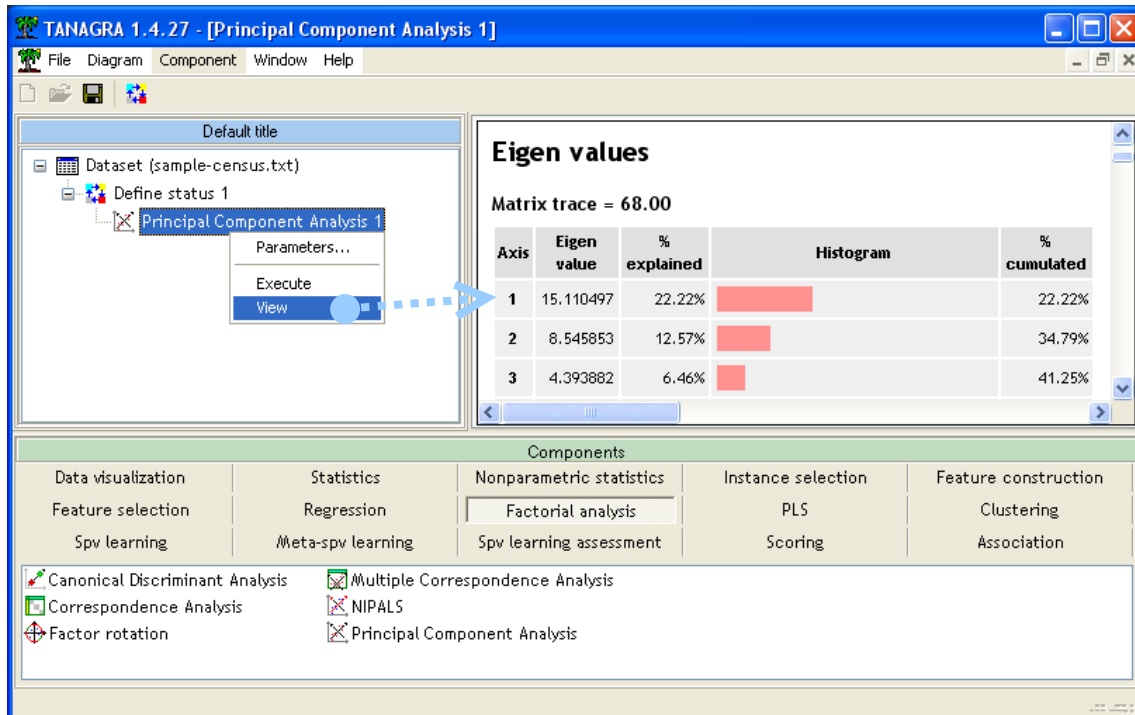 TANAGRA 1.4.27 - [Principal Component Analysis 1]
File Diagram Component Window Help
Default title
Dataset (sample-census.txt)
Define status 1
Principal Component Analysis 1
Parameters...
Execute
View
Eigen values
Matrix trace = 68.00
Axis Eigen value % explained Histogram % cumulated
1 15.110497 22.22% 22.22%
2 8.545853 12.57% 34.79%
3 4.393882 6.46% 41.25%
Components
Data visualization Statistics Nonparametric statistics Instance selection Feature construction
Feature selection Regression Factorial analysis PLS Clustering
Spv learning Meta-spv learning Spv learning assessment Scoring Association
Canonical Discriminant Analysis Multiple Correspondence Analysis
Correspondence Analysis NIPALS
Factor rotation Principal Component Analysis